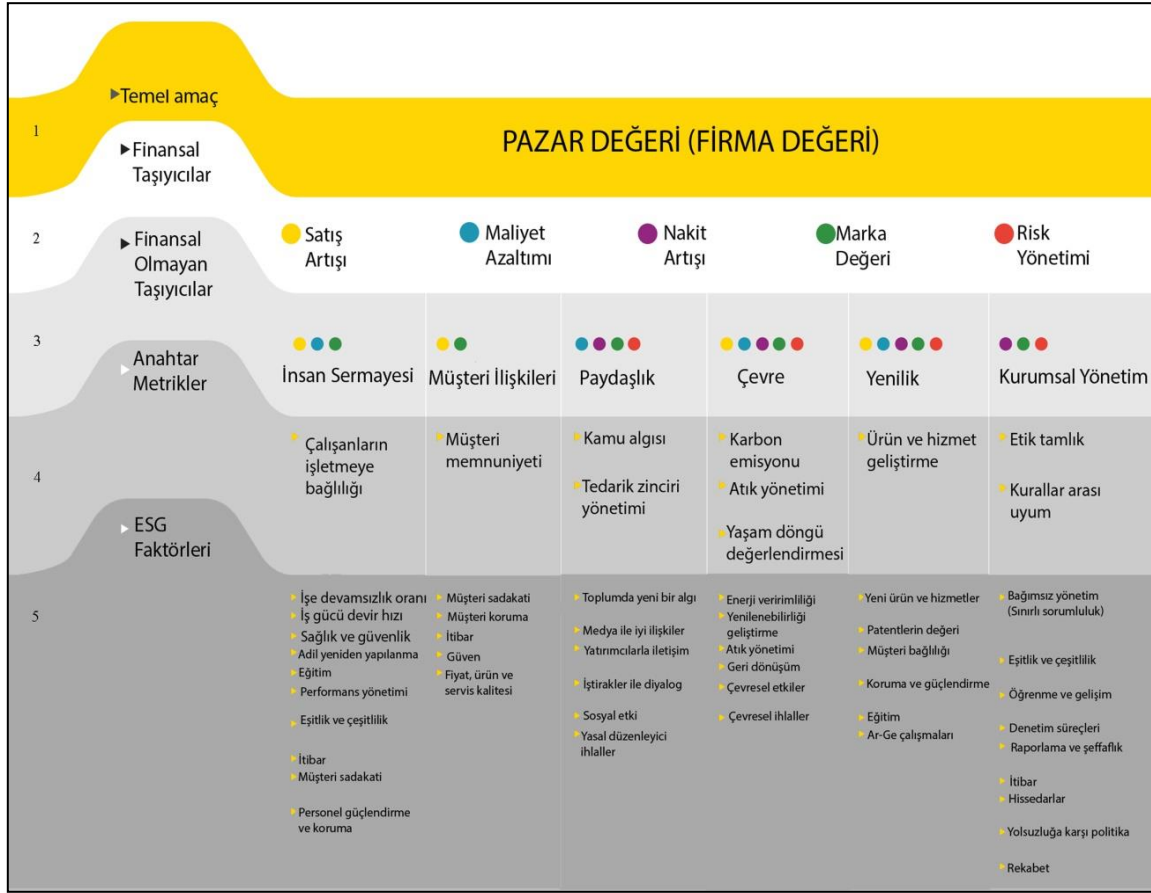 Temel amaç
1
PAZAR DEĞERİ (FİRMA DEĞERİ)
Finansal
Taşıyıcılar
2
Finansal
Olmayan
Taşıyıcılar
Satış
Artışı
Maliyet
Azaltımı
Nakit
Artışı
Marka
Değeri
Risk
Yönetimi
3
Anahtar
Metrikler
İnsan Sermayesi
Müşteri İlişkileri
Paydaşlık
Çevre
Yenilik
Kurumsal Yönetim
4
Çalışanların
işletmeye
bağlılığı
Müşteri
memnuniyeti
Kamu algısı
Tedarik zinciri
yönetimi
Karbon
emisyonu
Atık yönetimi
Yaşam döngü
değerlendirmesi
Ürün ve hizmet
geliştirme
Etik tamlık
Kurallar arası
uyum
ESG
Faktörleri
5
İşe devamsızlık oranı
İş gücü devir hızı
Sağlık ve güvenlik
Adil yeniden yapılanma
Eğitim
Performans yönetimi
Eşitlik ve çeşitlilik
İtibar
Müşteri sadakati
Personel güçlendirme
ve koruma
Müşteri sadakati
Müşteri koruma
İtibar
Güven
Fiyat, ürün ve
servis kalitesi
Toplumda yeni bir algı
Medya ile iyi ilişkiler
Yatırımcılarla iletişim
İştirakler ile diyalog
Sosyal etki
Yasal düzenleyici
ihlaller
Enerji veririmliliği
Yenilenebilirliği
geliştirme
Atık yönetimi
Geri dönüşüm
Çevresel etkiler
Çevresel ihlaller
Yeni ürün ve hizmetler
Patentlerin değeri
Müşteri bağlılığı
Koruma ve güçlendirme
Eğitim
Ar-Ge çalışmaları
Bağımsız yönetim
(Sınırlı sorumluluk)
Eşitlik ve çeşitlilik
Öğrenme ve gelişim
Denetim süreçleri
Raporlama ve şeffaflık
İtibar
Hissedarlar
Yolsuzluğa karşı politika
Rekabet